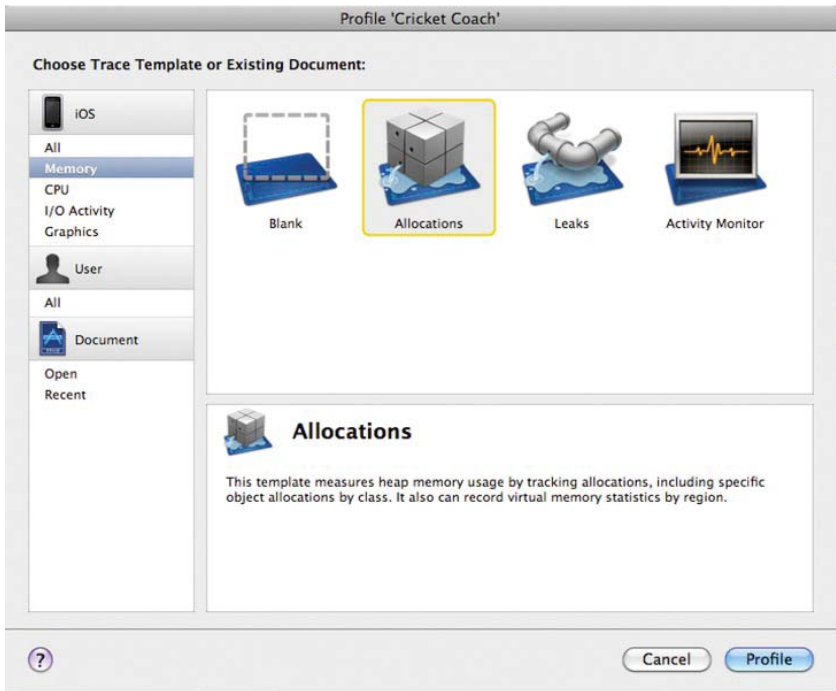 Profile 'Cricket Coach'
Choose Trace Template or Existing Document:
iOS
All
Memory
CPU
I/O Activity
Graphics
User
All
Document
Open
Recent
Blank
Allocations
Leaks
Activity Monitor
Allocations
This template measures heap memory usage by tracking allocations, including specific
object allocations by class. It also can record virtual memory statistics by region.
?
Cancel
Profile